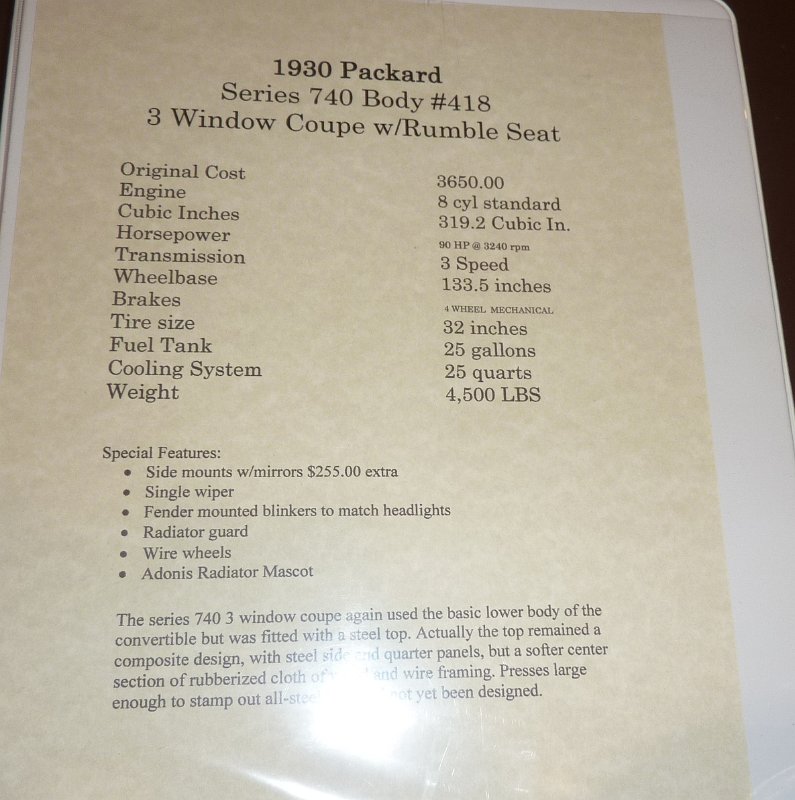 1930 Packard
Series 740 Body #418
3 Window Coupe w/Rumble Seat
Original Cost 3650.00
Engine 8 cyl standard
Cubic Inches 319.2 Cubic In.
Horsepower 90 HP @ 3240 rpm
Transmission 3 Speed
Wheelbase 133.5 inches
Brakes 4 WHEEL MECHANICAL
Tire size 32 inches
Fuel Tank 25 gallons
Cooling System 25 quarts
Weight 4,500 LBS
Special Features:
• Side mounts w/mirrors $255.00 extra
• Single wiper
• Fender mounted blinkers to match headlights
• Radiator guard
• Wire wheels
• Adonis Radiator Mascot
The series 740 3 window coupe again used the basic lower body of the
convertible but was fitted with a steel top. Actually the top remained a
composite design, with steel side and quarter panels, but a softer center
section of rubberized cloth and wire framing. Presses large
enough to stamp out not yet been designed.